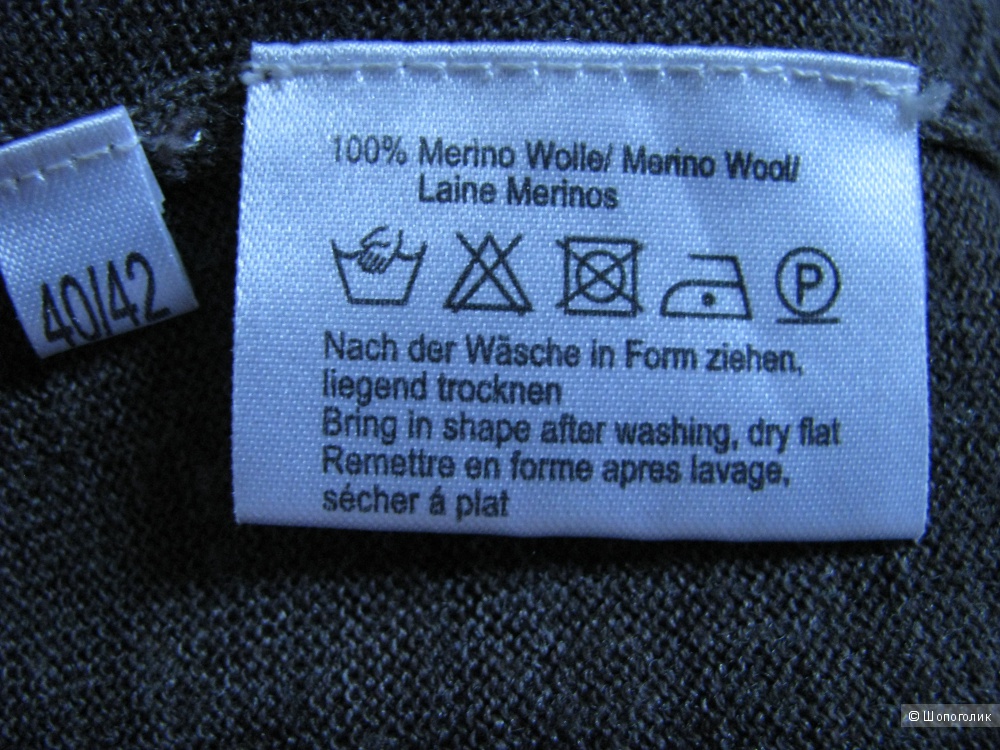 40/42
100% Merino Wolle/ Merino Wool/
Laine Merinos
P
Nach der Wäsche in Form ziehen,
liegend trocknen
Bring in shape after washing, dry flat
Remettre en forme apres lavage,
sécher á plat
© Шопоголик